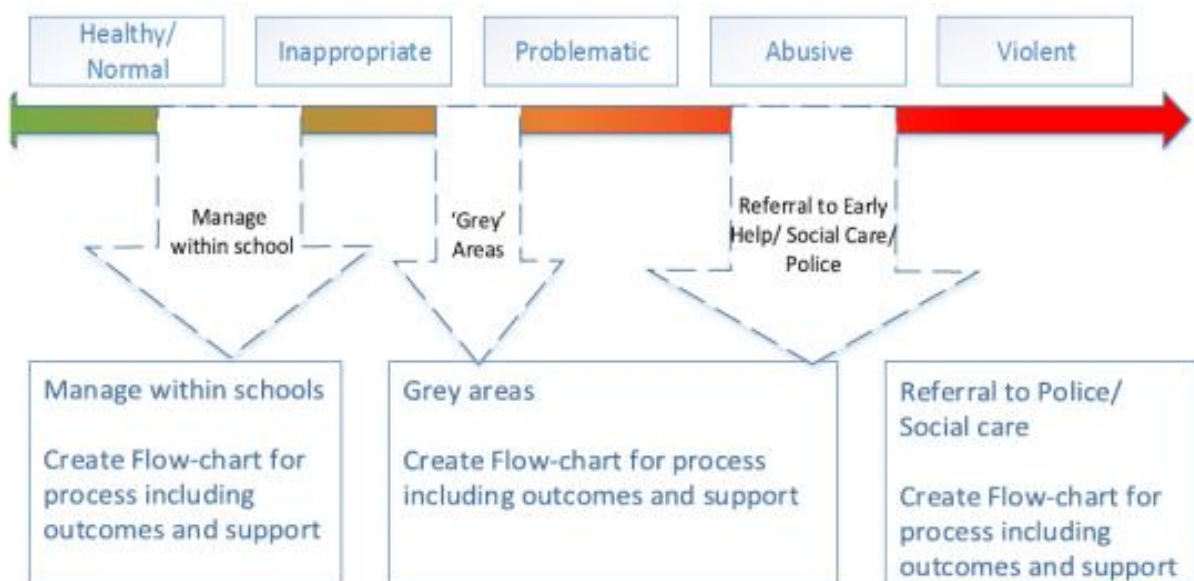 Healthy/
Normal
Inappropriate
Problematic
Abusive
Violent
Manage
within school
‘Grey’
Areas
Referral to Early
Help/ Social Care/
Police
Manage within schools
Create Flow-chart for
process including
outcomes and support
Grey areas
Create Flow-chart for process
including outcomes and support
Referral to Police/
Social care
Create Flow-chart for
process including
outcomes and support